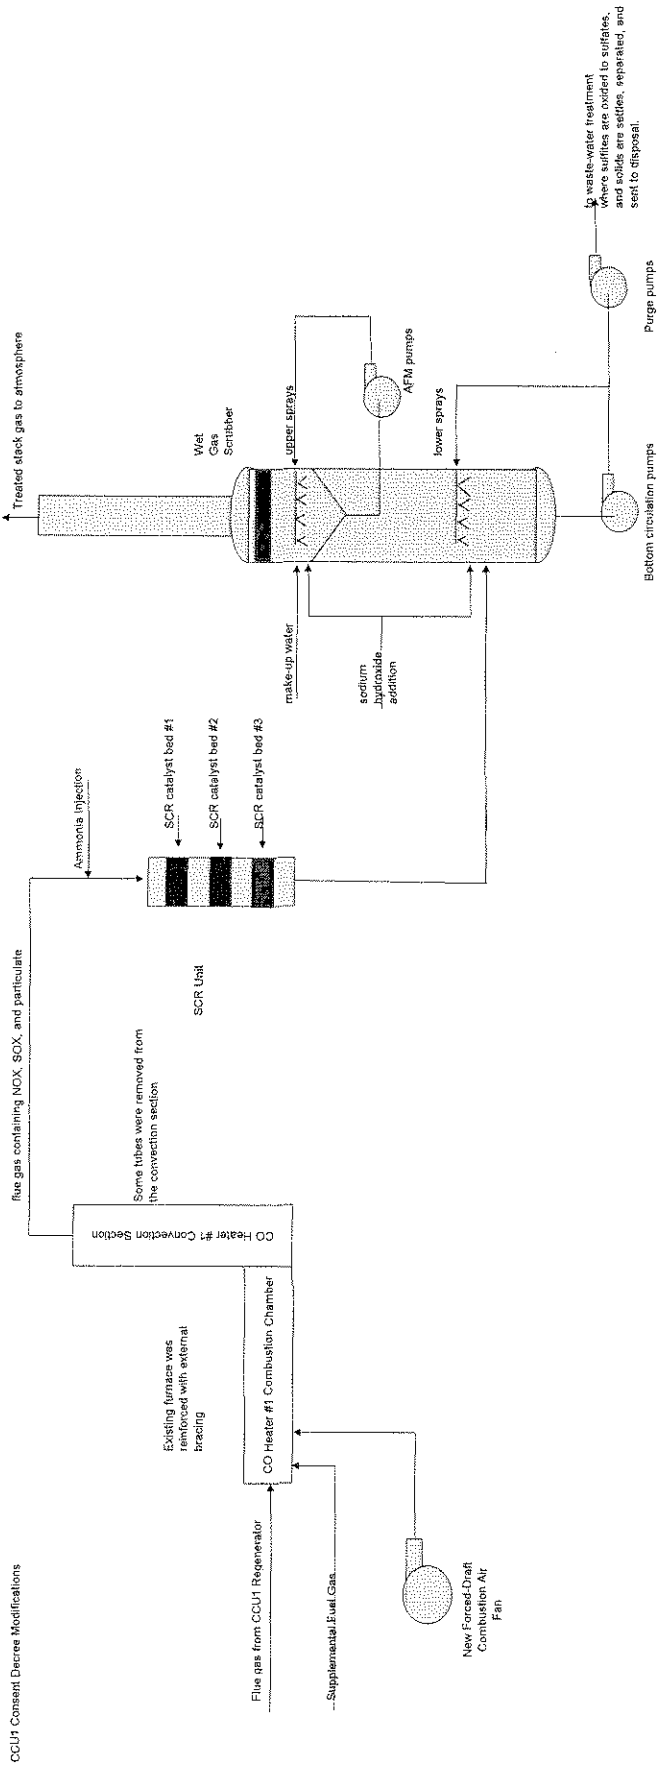 CCU1 Consent Decree Modifications
Flue gas from CCU1 Regenerator
Supplemental Fuel Gas
New Forced-Draft
Combustion Air
Fan
Existing furnace was
reinforced with external
bracing
CO Heater #1 Combustion Chamber
CO Heater #1 Convection Section
Some tubes were removed from
the convection section
flue gas containing NOX, SOX, and particulate
Ammonia Injection
SCR Unit
SCR catalyst bed #1
SCR catalyst bed #2
SCR catalyst bed #3
make-up water
sodium
hydroxide
addition
Treated stack gas to atmosphere
Wet
Gas
Scrubber
upper sprays
AFM pumps
lower sprays
Bottom circulation pumps
Purge pumps
to waste-water treatment
where sulfites are oxided to sulfates,
and solids are settles, separated, and
sent to disposal.